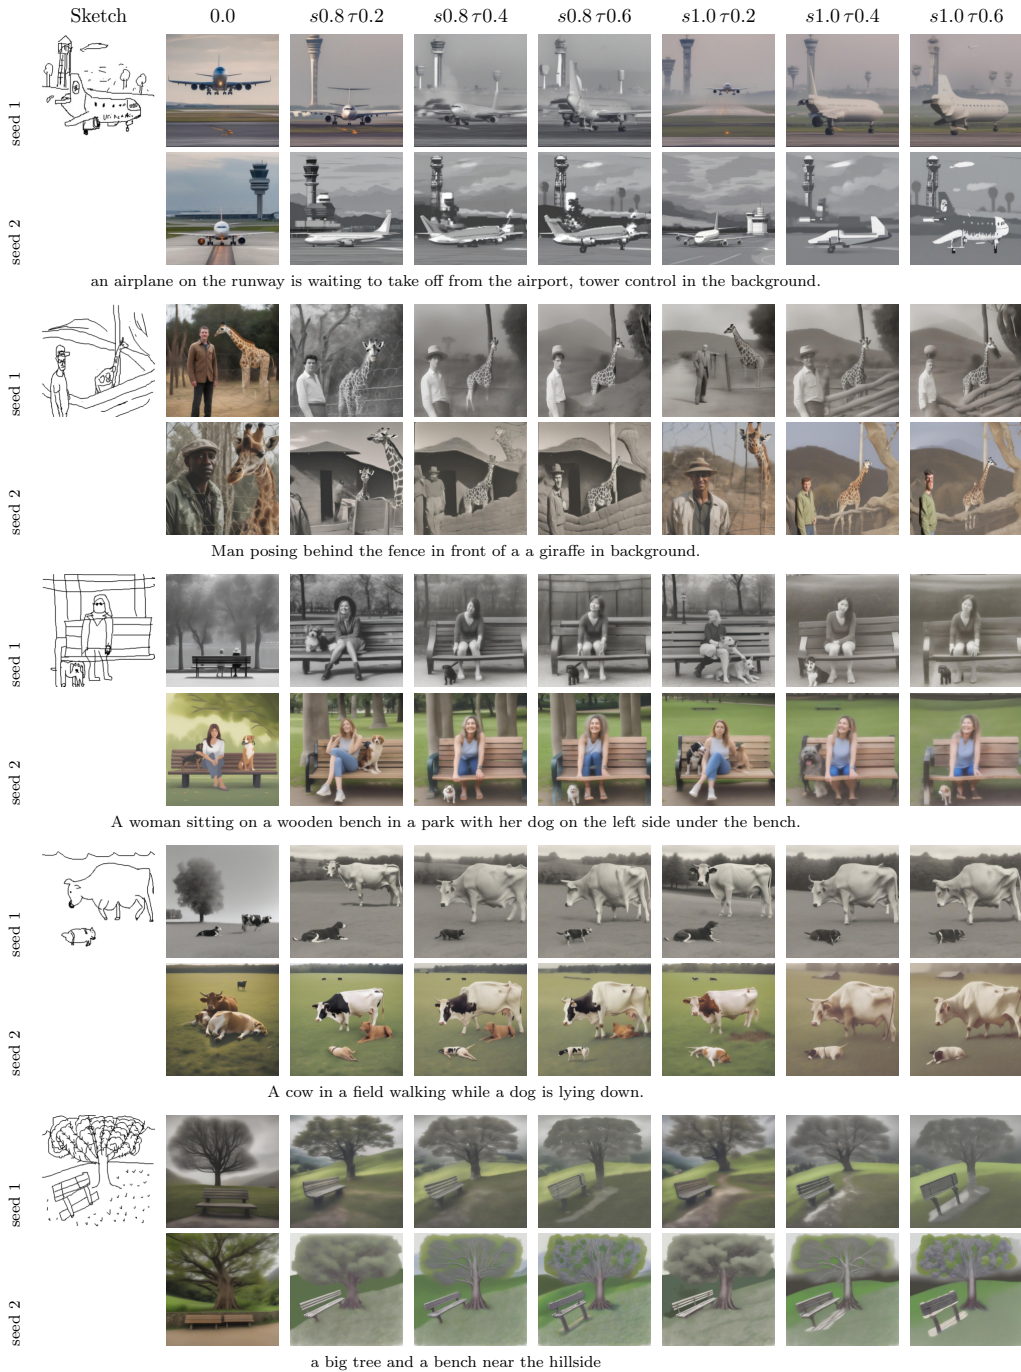 Sketch 0.0 s0.8 τ0.2 s0.8 τ0.4 s0.8 τ0.6 s1.0 τ0.2 s1.0 τ0.4 s1.0 τ0.6
seed 1
seed 2
an airplane on the runway is waiting to take off from the airport, tower control in the background.
seed 1
seed 2
Man posing behind the fence in front of a a giraffe in background.
seed 1
seed 2
A woman sitting on a wooden bench in a park with her dog on the left side under the bench.
seed 1
seed 2
A cow in a field walking while a dog is lying down.
seed 1
seed 2
a big tree and a bench near the hillside